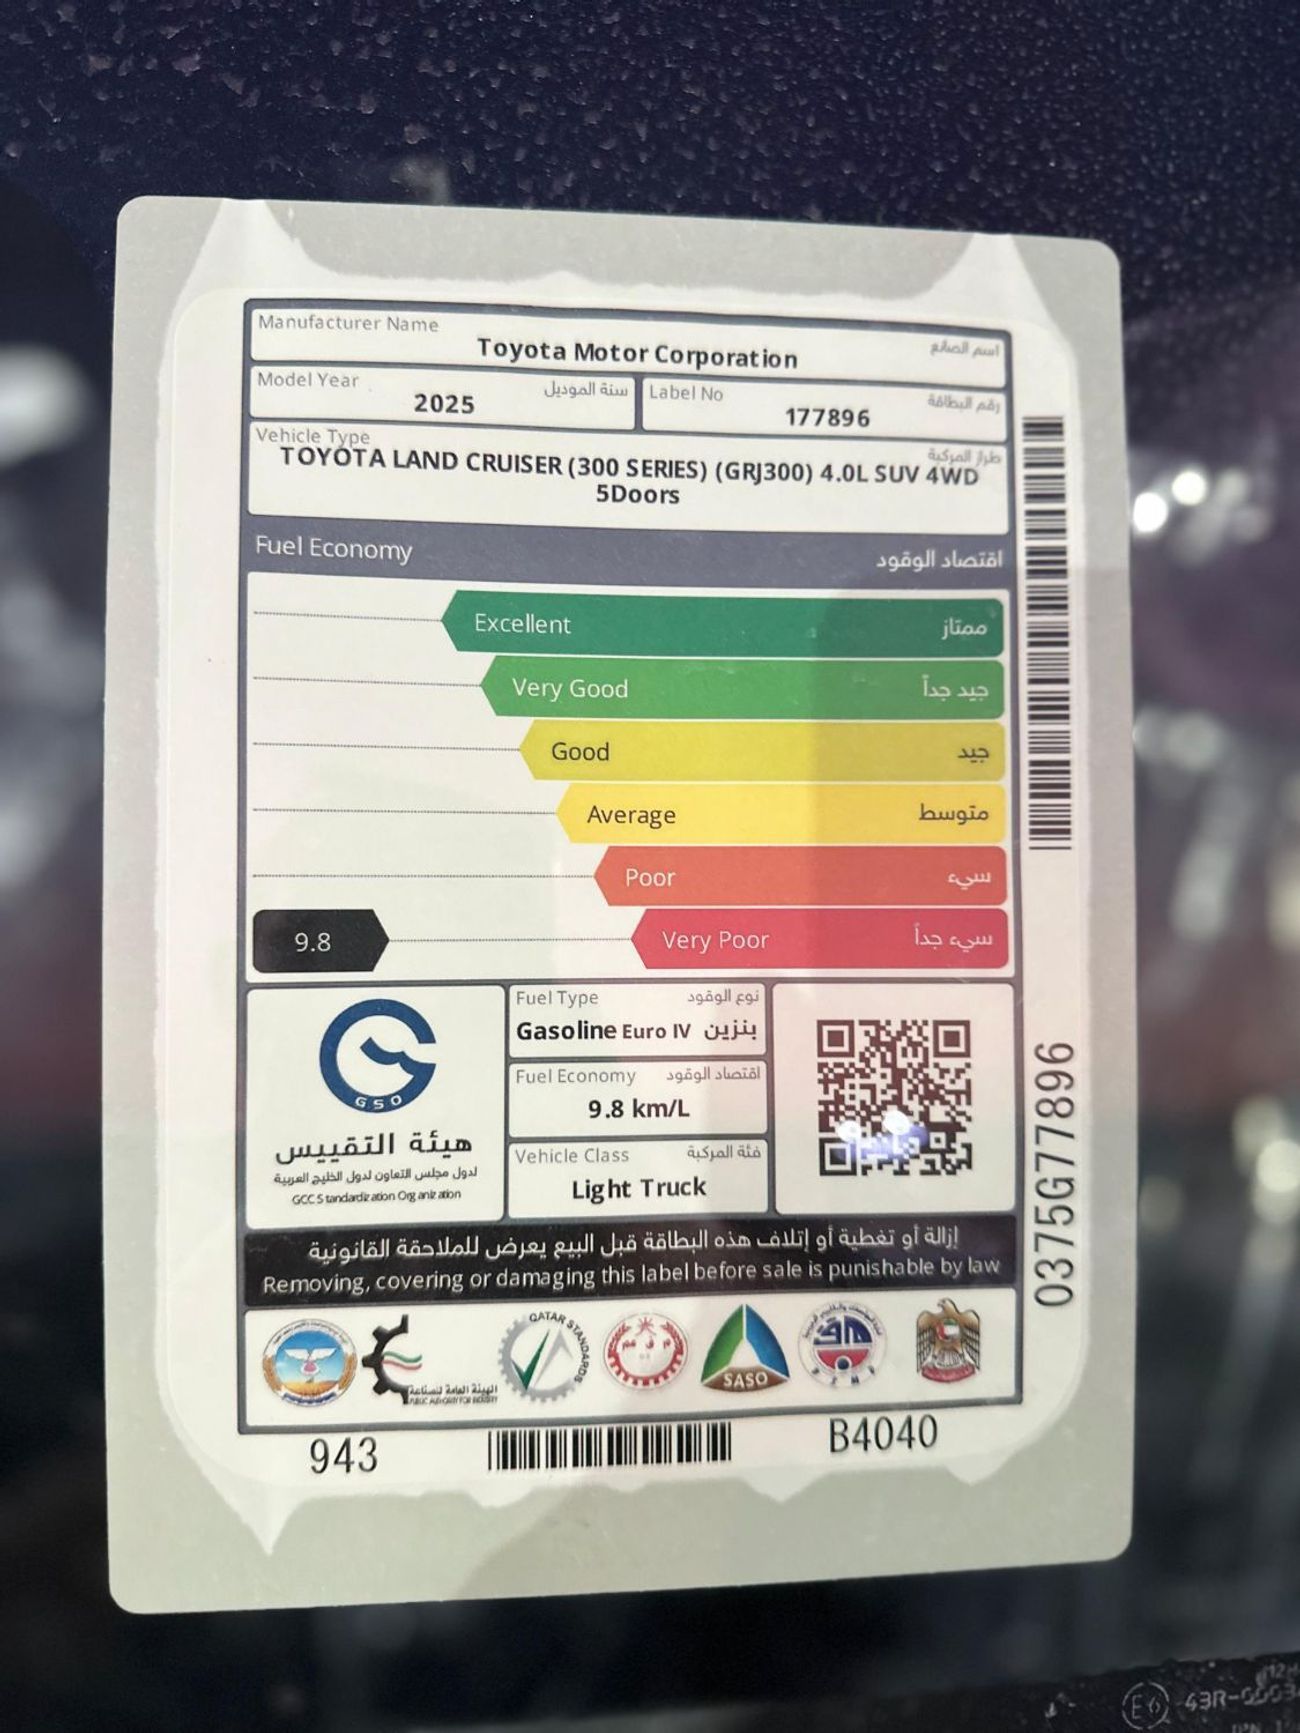 Manufacturer Name اسم الصانع
Toyota Motor Corporation
Model Year سنة الموديل
2025
Label No رقم البطاقة
177896
Vehicle Type طراز المركبة
TOYOTA LAND CRUISER (300 SERIES) (GRJ300) 4.0L SUV 4WD
5Doors
Fuel Economy اقتصاد الوقود
Excellent ممتاز
Very Good جيد جداً
Good جيد
Average متوسط
Poor سيء
9.8 Very Poor سيء جداً
GSO
هيئة التقييس
لدول مجلس التعاون لدول الخليج العربية
GCC Standardization Organization
Fuel Type نوع الوقود
Gasoline Euro IV بنزين
Fuel Economy اقتصاد الوقود
9.8 km/L
Vehicle Class فئة المركبة
Light Truck
إزالة أو تغطية أو إتلاف هذه البطاقة قبل البيع يعرض للملاحقة القانونية
Removing, covering or damaging this label before sale is punishable by law
الهيئة العامة للصناعة
PUBLIC AUTHORITY FOR INDUSTRY
QATAR STANDARDS
SASO
943
B4040
0375G77896
E6 43R-